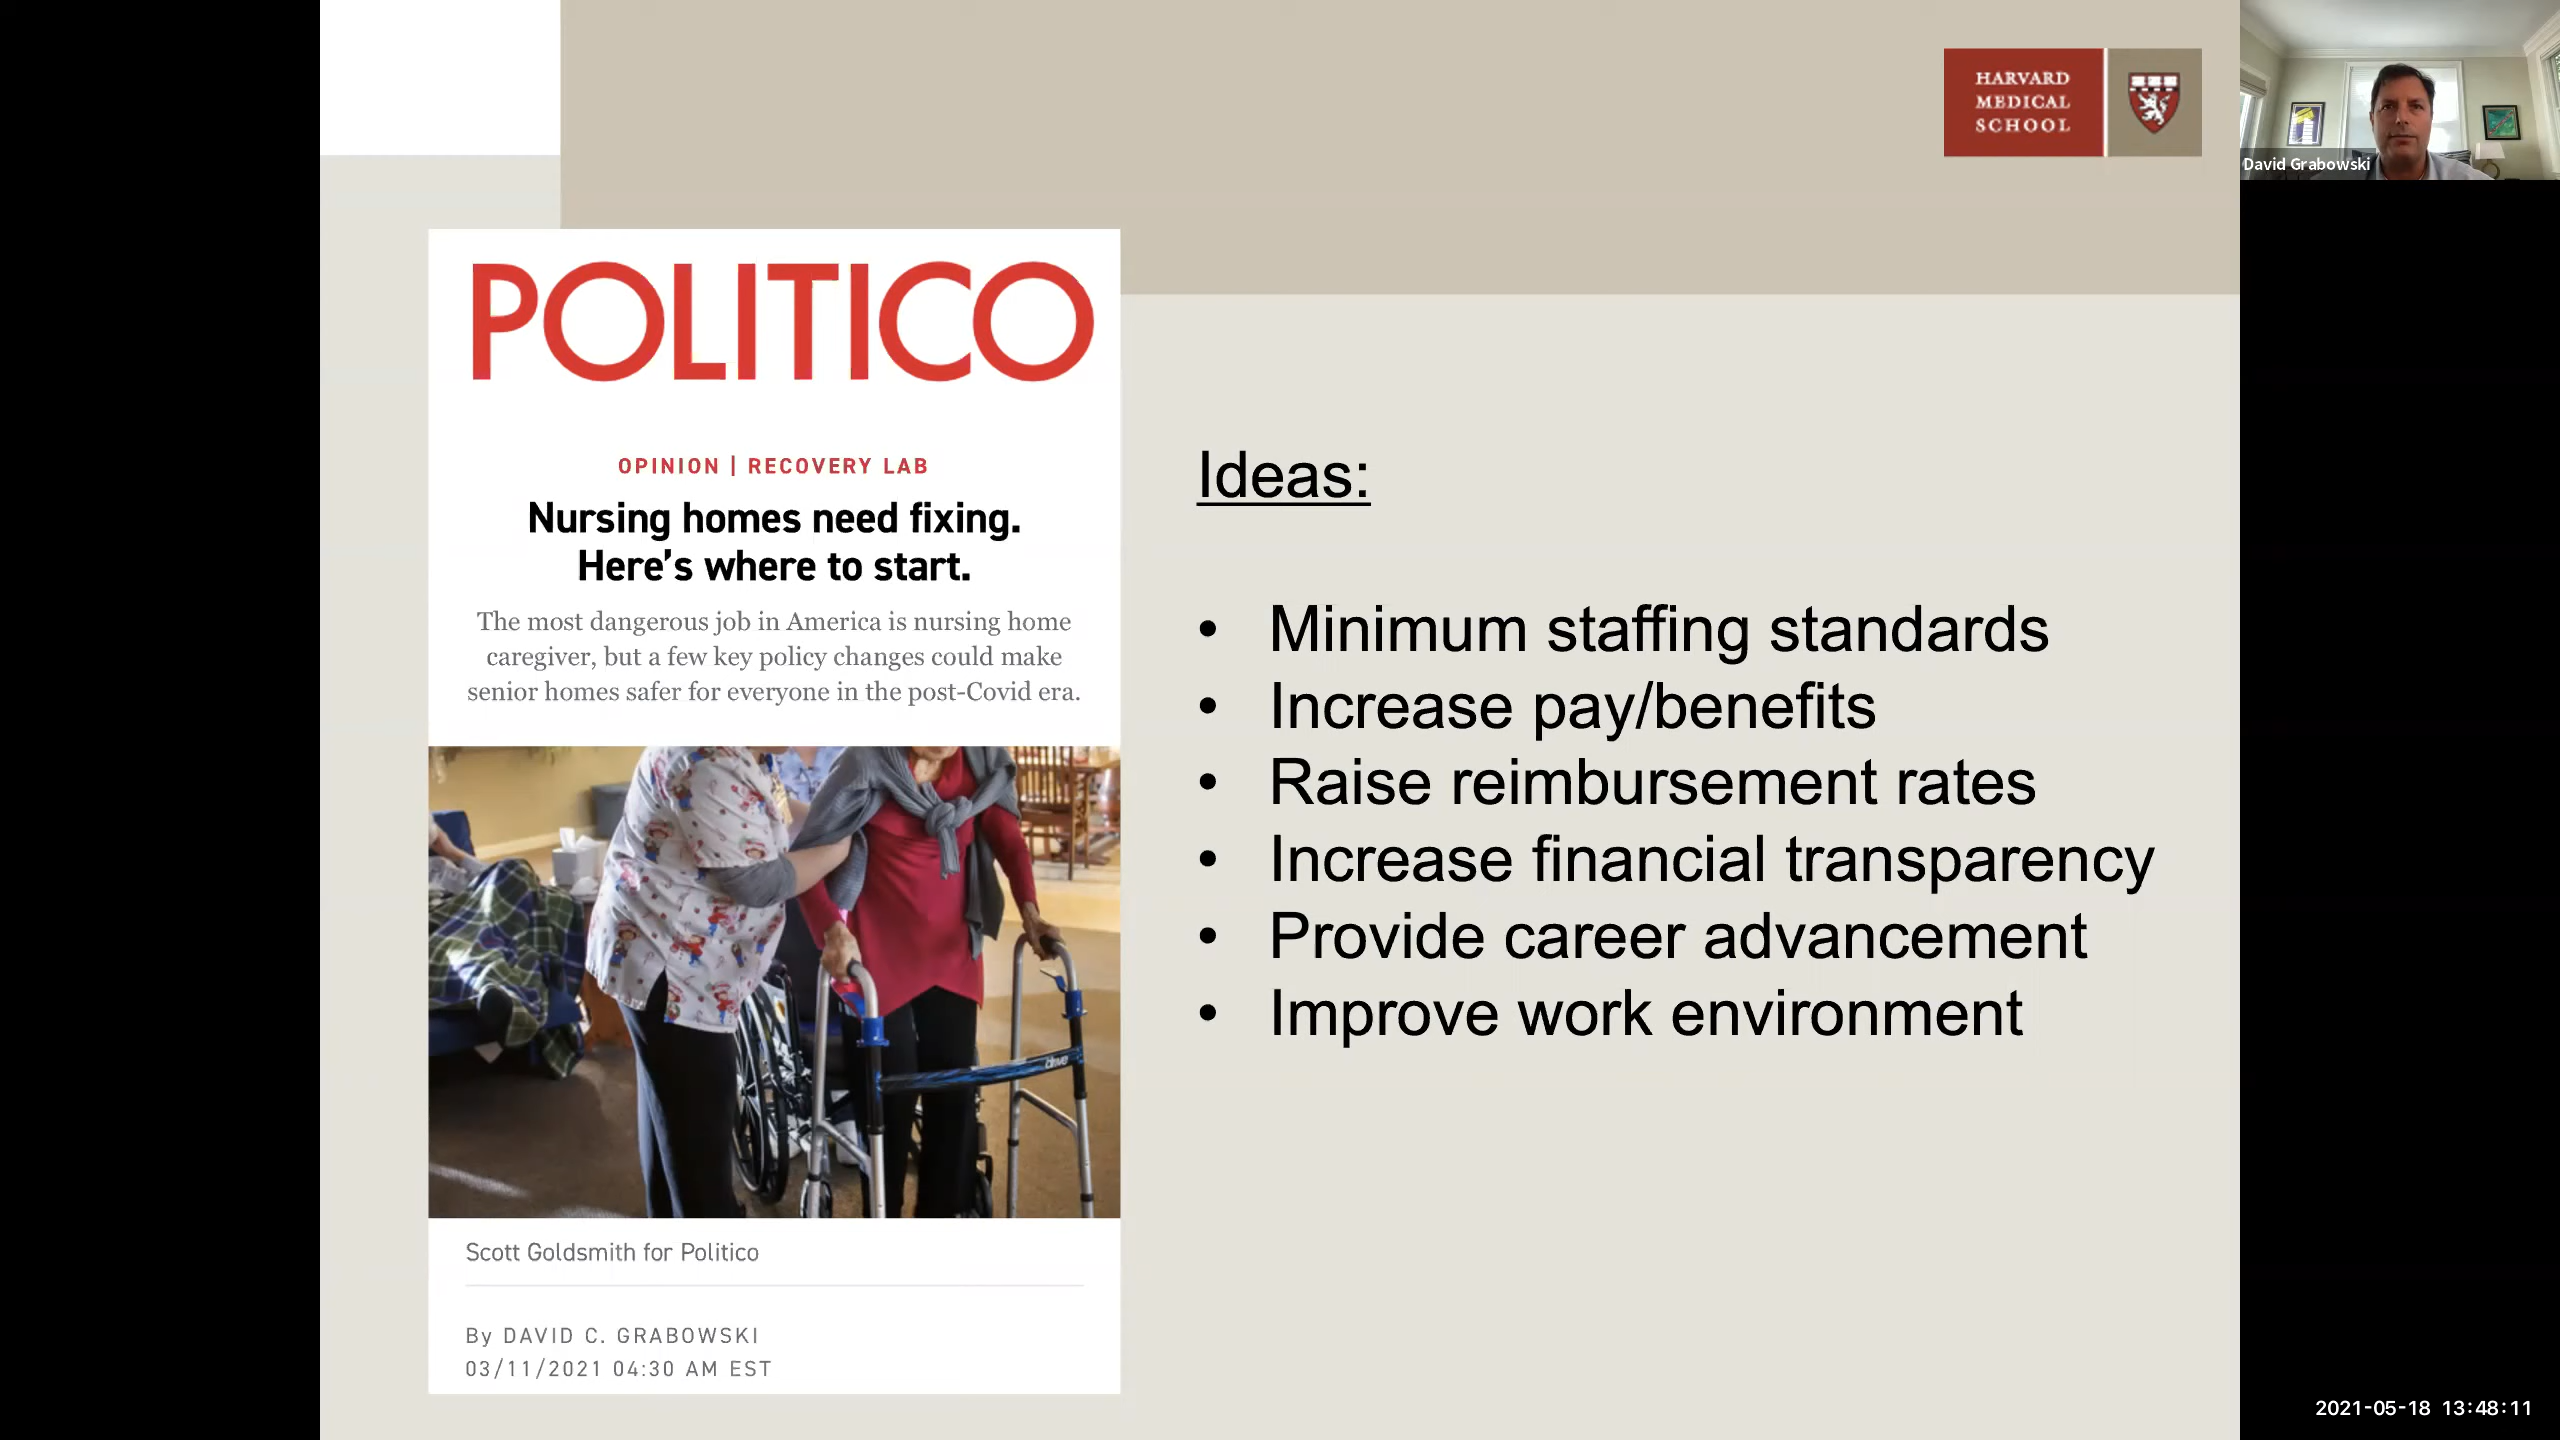 HARVARD
MEDICAL
SCHOOL
David Grabowski
POLITICO
OPINION | RECOVERY LAB
Nursing homes need fixing.
Here's where to start.
The most dangerous job in America is nursing home
caregiver, but a few key policy changes could make
senior homes safer for everyone in the post-Covid era.
drive
Scott Goldsmith for Politico
By DAVID C. GRABOWSKI
03/11/2021 04:30 AM EST
Ideas:
• Minimum staffing standards
• Increase pay/benefits
• Raise reimbursement rates
• Increase financial transparency
• Provide career advancement
• Improve work environment
2021-05-18 13:48:11